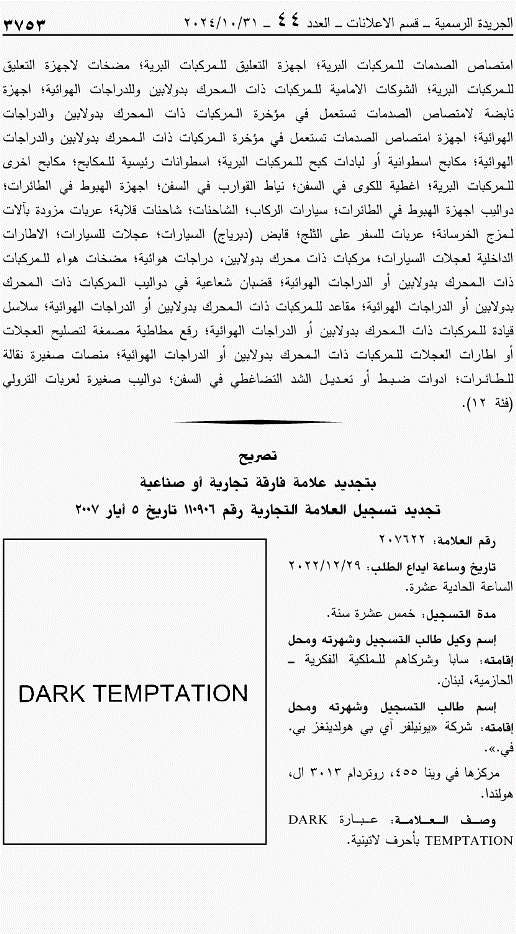 الجريدة الرسمية ـ قسم الاعلانات ـ العدد ٤٤ ـ ٢٠٢٤/١٠/٣١ ٣٧٥٣
امتصاص الصدمات للمركبات البرية؛ اجهزة التعليق للمركبات البرية؛ مضخات لاجهزة التعليق
للمركبات البرية؛ الشوكات الامامية للمركبات ذات المحرك بدولابين وللدراجات الهوائية؛ اجهزة
نابضة لامتصاص الصدمات تستعمل في مؤخرة المركبات ذات المحرك بدولابين والدراجات
الهوائية؛ اجهزة امتصاص الصدمات تستعمل في مؤخرة المركبات ذات المحرك بدولابين والدراجات
الهوائية؛ مكابح اسطوانية أو لبادات كبح للمركبات البرية؛ اسطوانات رئيسية للمكابح؛ مكابح اخرى
للمركبات البرية؛ اغطية للكوى في السفن؛ نياط القوارب في السفن؛ اجهزة الهبوط في الطائرات؛
دواليب اجهزة الهبوط في الطائرات؛ سيارات الركاب؛ الشاحنات؛ شاحنات قلابة؛ عربات مزودة بآلات
لمزج الخرسانة؛ عربات للسفر على الثلج؛ قابض (دبرياج) السيارات؛ عجلات للسيارات؛ الاطارات
الداخلية لعجلات السيارات؛ مركبات ذات محرك بدولابين، دراجات هوائية؛ مضخات هواء للمركبات
ذات المحرك بدولابين أو الدراجات الهوائية؛ قضبان شعاعية في دواليب المركبات ذات المحرك
بدولابين أو الدراجات الهوائية؛ مقاعد للمركبات ذات المحرك بدولابين أو الدراجات الهوائية؛ سلاسل
قيادة للمركبات ذات المحرك بدولابين أو الدراجات الهوائية؛ رقع مطاطية مصمغة لتصليح العجلات
أو اطارات العجلات للمركبات ذات المحرك بدولابين أو الدراجات الهوائية؛ منصات صغيرة نقالة
للطائرات؛ ادوات ضبط أو تعديل الشد التضاغطي في السفن؛ دواليب صغيرة لعربات الترولي
(فئة ١٢).
تصريح
بتجديد علامة فارقة تجارية أو صناعية
تجديد تسجيل العلامة التجارية رقم ١١٠٩٠٦ تاريخ ٥ أيار ٢٠٠٧
رقم العلامة: ٢٠٧٦٢٢
تاريخ وساعة ايداع الطلب: ٢٠٢٢/١٢/٢٩
الساعة الحادية عشرة.
مدة التسجيل: خمس عشرة سنة.
إسم وكيل طالب التسجيل وشهرته ومحل
إقامته: سابا وشركاهم للملكية الفكرية ـ
الحازمية، لبنان.
إسم طالب التسجيل وشهرته ومحل
إقامته: شركة «يونيلفر آي بي هولدينغز بي.
في.».
مركزها في وينا ٤٥٥، روتردام ٣٠١٣ ال،
هولندا.
وصف العلامة: عبارة DARK
TEMPTATION بأحرف لاتينية.
DARK TEMPTATION